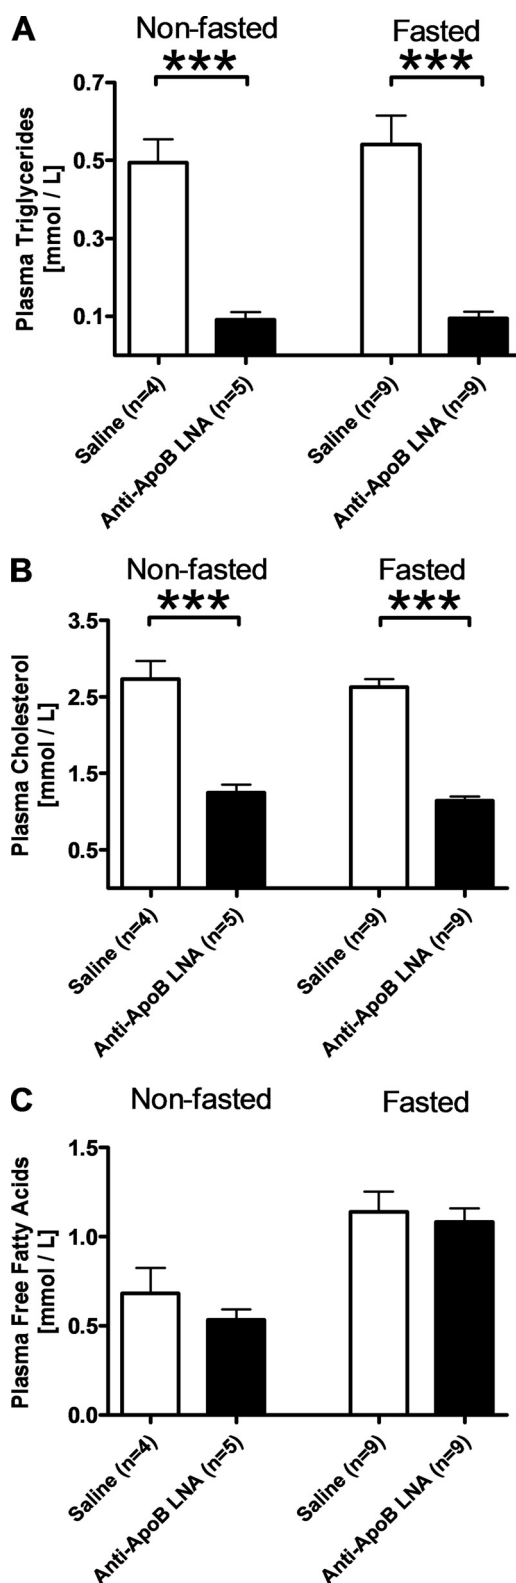 A
Non-fasted
Fasted
***
***
Plasma Triglycerides
[mmol / L]
0.7
0.5
0.3
0.1
Saline (n=4)
Anti-ApoB LNA (n=5)
Saline (n=9)
Anti-ApoB LNA (n=9)
B
Non-fasted
Fasted
***
***
Plasma Cholesterol
[mmol / L]
3.5
2.5
1.5
0.5
Saline (n=4)
Anti-ApoB LNA (n=5)
Saline (n=9)
Anti-ApoB LNA (n=9)
C
Non-fasted
Fasted
Plasma Free Fatty Acids
[mmol / L]
1.5
1.0
0.5
0.0
Saline (n=4)
Anti-ApoB LNA (n=5)
Saline (n=9)
Anti-ApoB LNA (n=9)